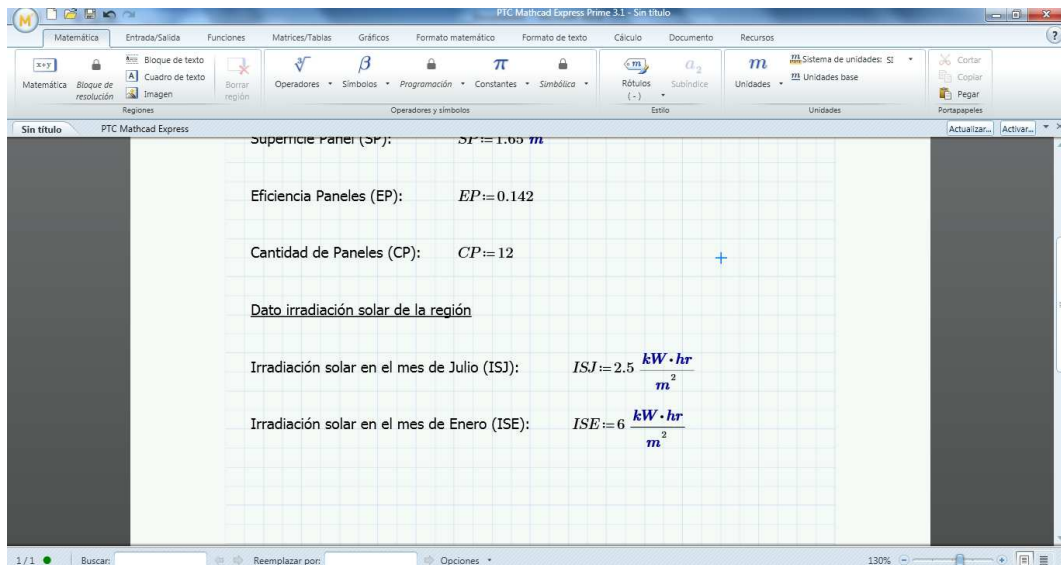 PTC Mathcad Express Prime 3.1 - Sin título
Matemática Entrada/Salida Funciones Matrices/Tablas Gráficos Formato matemático Formato de texto Cálculo Documento Recursos
Matemática
Bloque de resolución
Bloque de texto
Cuadro de texto
Imagen
Borrar región
Regiones
Operadores Símbolos Programación Constantes Simbólica
Operadores y símbolos
Rótulos (-)
Subíndice
Estilo
Unidades
Sistema de unidades: SI
Unidades base
Unidades
Cortar
Copiar
Pegar
Portapapeles
Sin título PTC Mathcad Express Actualizar... Activar...
Superficie Panel (SP): SP:=1.65 m
Eficiencia Paneles (EP): EP:=0.142
Cantidad de Paneles (CP): CP:=12
Dato irradiación solar de la región
Irradiación solar en el mes de Julio (ISJ): ISJ:=2.5 kW·hr/m²
Irradiación solar en el mes de Enero (ISE): ISE:=6 kW·hr/m²
1/1 Buscar: Reemplazar por: Opciones 130%